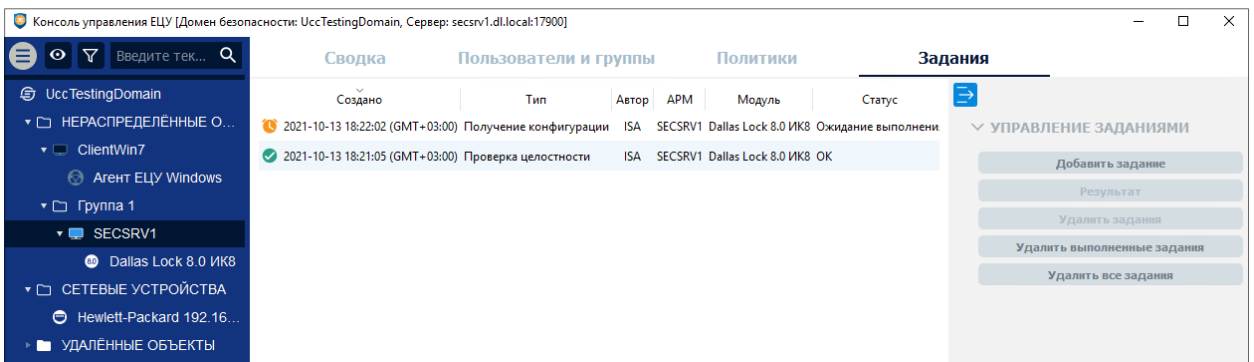 Консоль управления ЕЦУ [Домен безопасности: UccTestingDomain, Сервер: secsrv1.dl.local:17900]
Введите тек...
Сводка Пользователи и группы Политики Задания
UccTestingDomain
НЕРАСПРЕДЕЛЁННЫЕ О...
ClientWin7
Агент ЕЦУ Windows
Группа 1
SECSRV1
8.0 Dallas Lock 8.0 ИК8
СЕТЕВЫЕ УСТРОЙСТВА
Hewlett-Packard 192.16...
УДАЛЁННЫЕ ОБЪЕКТЫ
Создано Тип Автор АРМ Модуль Статус
2021-10-13 18:22:02 (GMT+03:00) Получение конфигурации ISA SECSRV1 Dallas Lock 8.0 ИК8 Ожидание выполнени
2021-10-13 18:21:05 (GMT+03:00) Проверка целостности ISA SECSRV1 Dallas Lock 8.0 ИК8 OK
УПРАВЛЕНИЕ ЗАДАНИЯМИ
Добавить задание
Результат
Удалить задания
Удалить выполненные задания
Удалить все задания